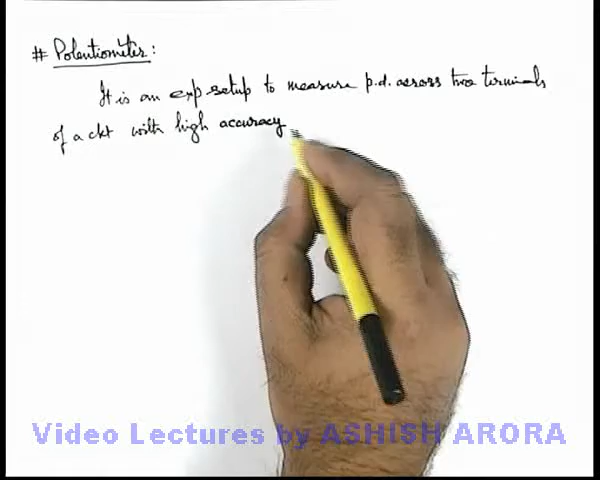 # Potentiometer:
It is an exp setup to measure p.d. across two terminals
of a ckt with high accuracy
Video Lectures by ASHISH ARORA